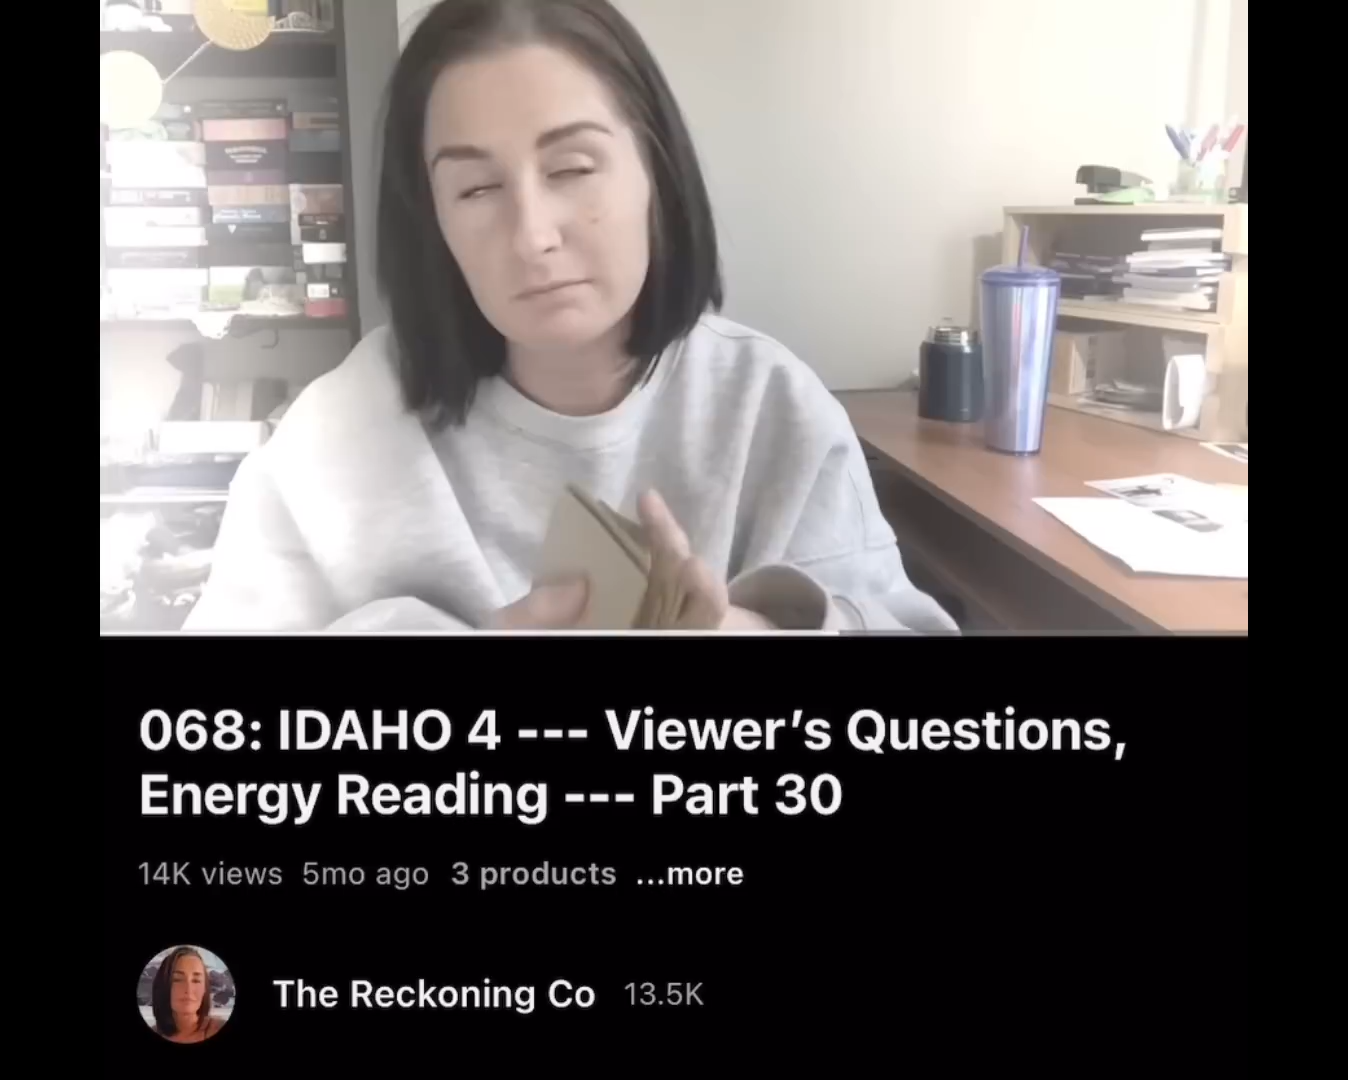 068: IDAHO 4 --- Viewer’s Questions,
Energy Reading --- Part 30
14K views 5mo ago 3 products ...more
The Reckoning Co 13.5K